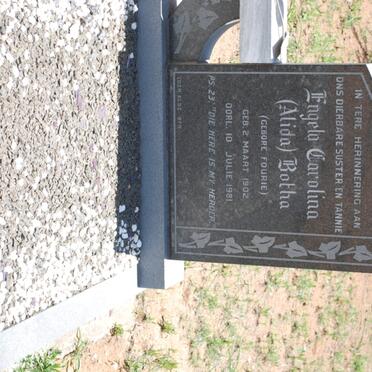 IN TERE HERINNERING AAN
ONS DIERBARE SUSTER EN TANNIE
Engela Carolina
(Alida) Botha
(GEBORE FOURIE)
GEB. 2 MAART 1902
OORL. 10 JULIE 1981
PS. 23 "DIE HERE IS MY HERDER"